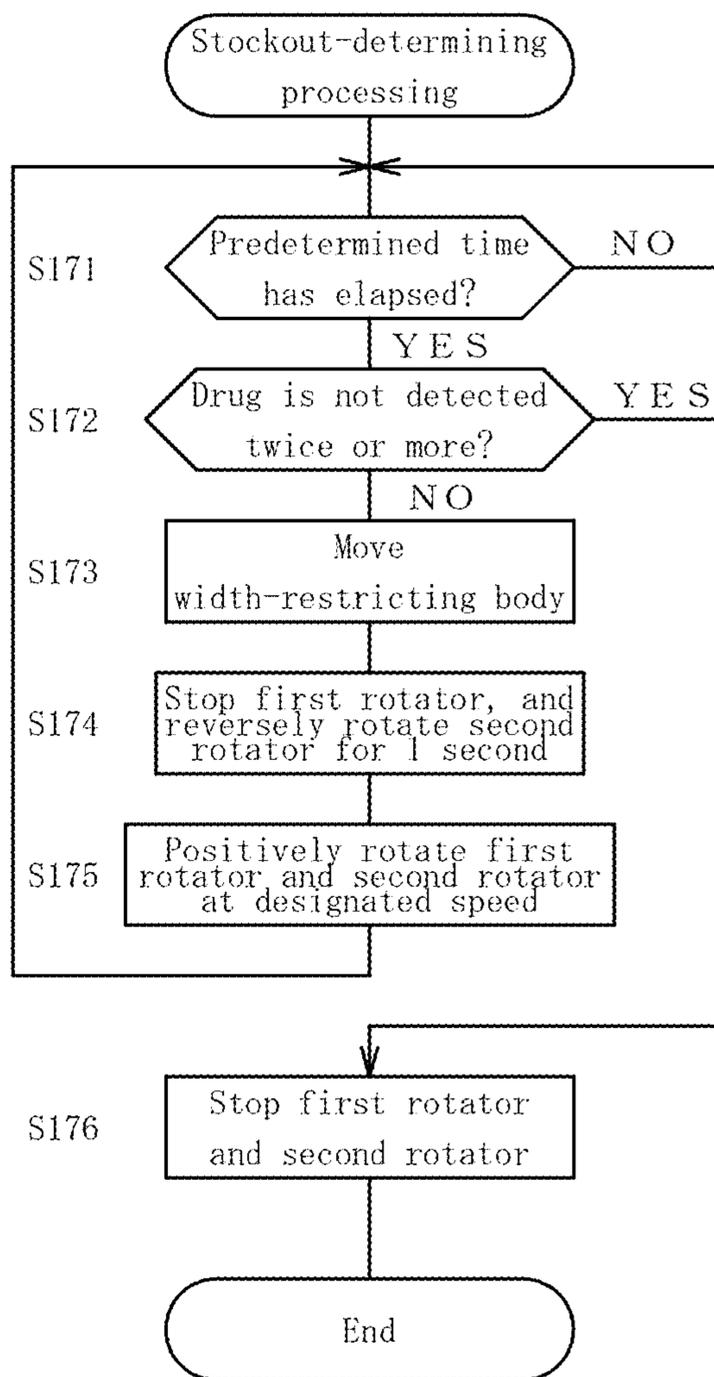 Stockout-determining
processing
S171
Predetermined time
has elapsed?
NO
YES
S172
Drug is not detected
twice or more?
YES
NO
S173
Move
width-restricting body
S174
Stop first rotator, and
reversely rotate second
rotator for 1 second
S175
Positively rotate first
rotator and second rotator
at designated speed
S176
Stop first rotator
and second rotator
End